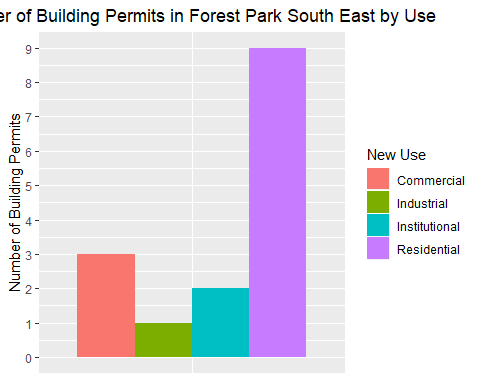 of Building Permits in Forest Park South East by Use
Number of Building Permits
9
8
7
6
5
4
3
2
1
0
New Use
Commercial
Industrial
Institutional
Residential